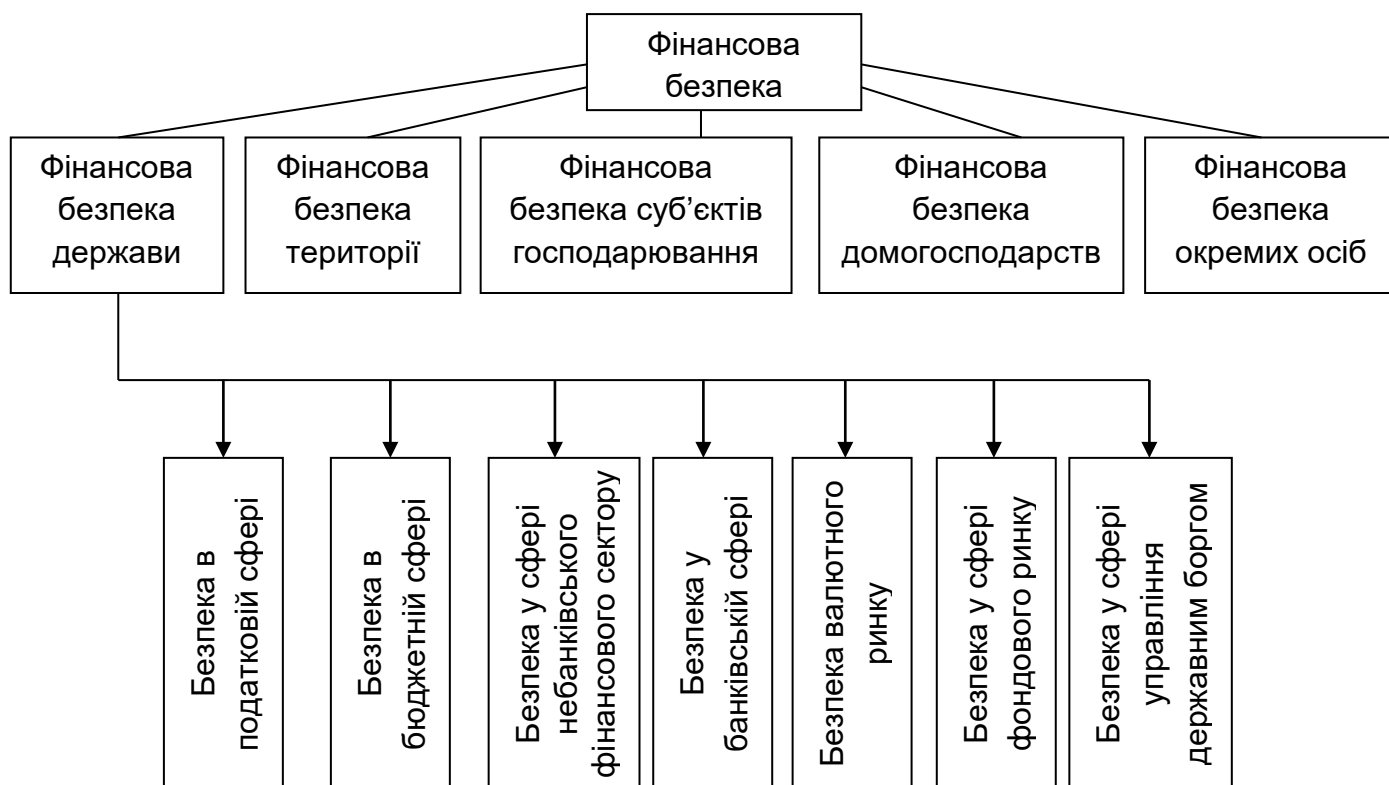 Фінансова
безпека
Фінансова
безпека
держави
Фінансова
безпека
території
Фінансова
безпека суб’єктів
господарювання
Фінансова
безпека
домогосподарств
Фінансова
безпека
окремих осіб
Безпека в
податковій сфері
Безпека в
бюджетній сфері
Безпека у сфері
небанківського
фінансового сектору
Безпека у
банківській сфері
Безпека валютного
ринку
Безпека у сфері
фондового ринку
Безпека у сфері
управління
державним боргом